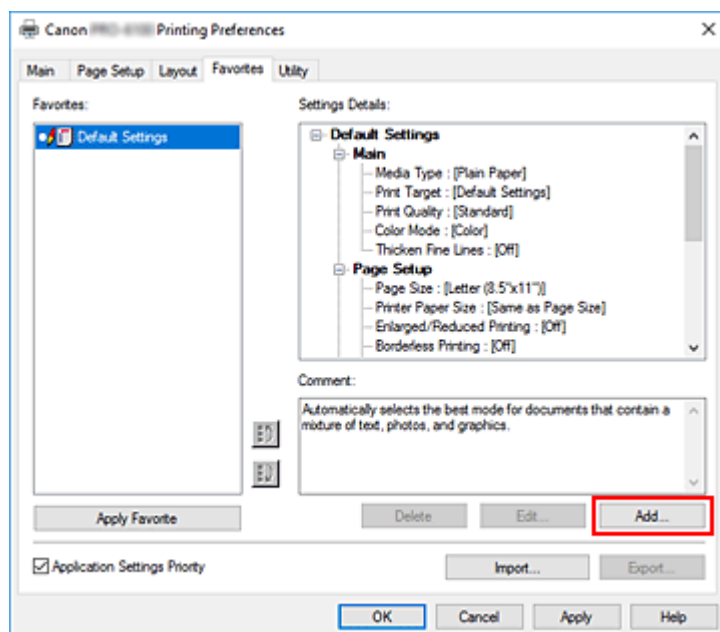 Canon Printing Preferences
Main Page Setup Layout Favorites Utility
Favorites:
Default Settings
Settings Details:
Default Settings
Main
Media Type : [Plain Paper]
Print Target : [Default Settings]
Print Quality : [Standard]
Color Mode : [Color]
Thicken Fine Lines : [Off]
Page Setup
Page Size : [Letter (8.5"x11")]
Printer Paper Size : [Same as Page Size]
Enlarged/Reduced Printing : [Off]
Borderless Printing : [Off]
Comment:
Automatically selects the best mode for documents that contain a
mixture of text, photos, and graphics.
Apply Favorite
Delete Edit... Add...
Application Settings Priority
Import... Export...
OK Cancel Apply Help